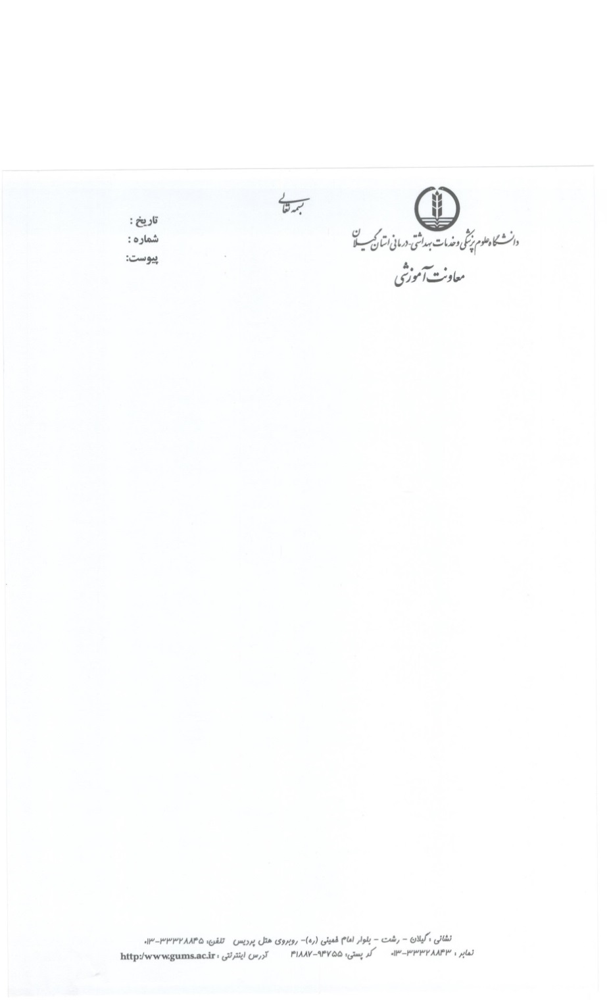 بسمه تعالی
دانشگاه علوم پزشکی و خدمات بهداشتی - درمانی استان گیلان
معاونت آموزشی
تاریخ :
شماره :
پیوست:
نشانی : گیلان - رشت - بلوار امام خمینی (ره)- روبروی هتل پردیس تلفن: ۳۳۳۲۸۸۴۵-۰۱۳
نمابر : ۳۳۳۲۸۸۴۳-۰۱۳ کد پستی: ۹۴۷۵۵-۴۱۸۸۷ آدرس اینترنتی : http:/www.gums.ac.ir